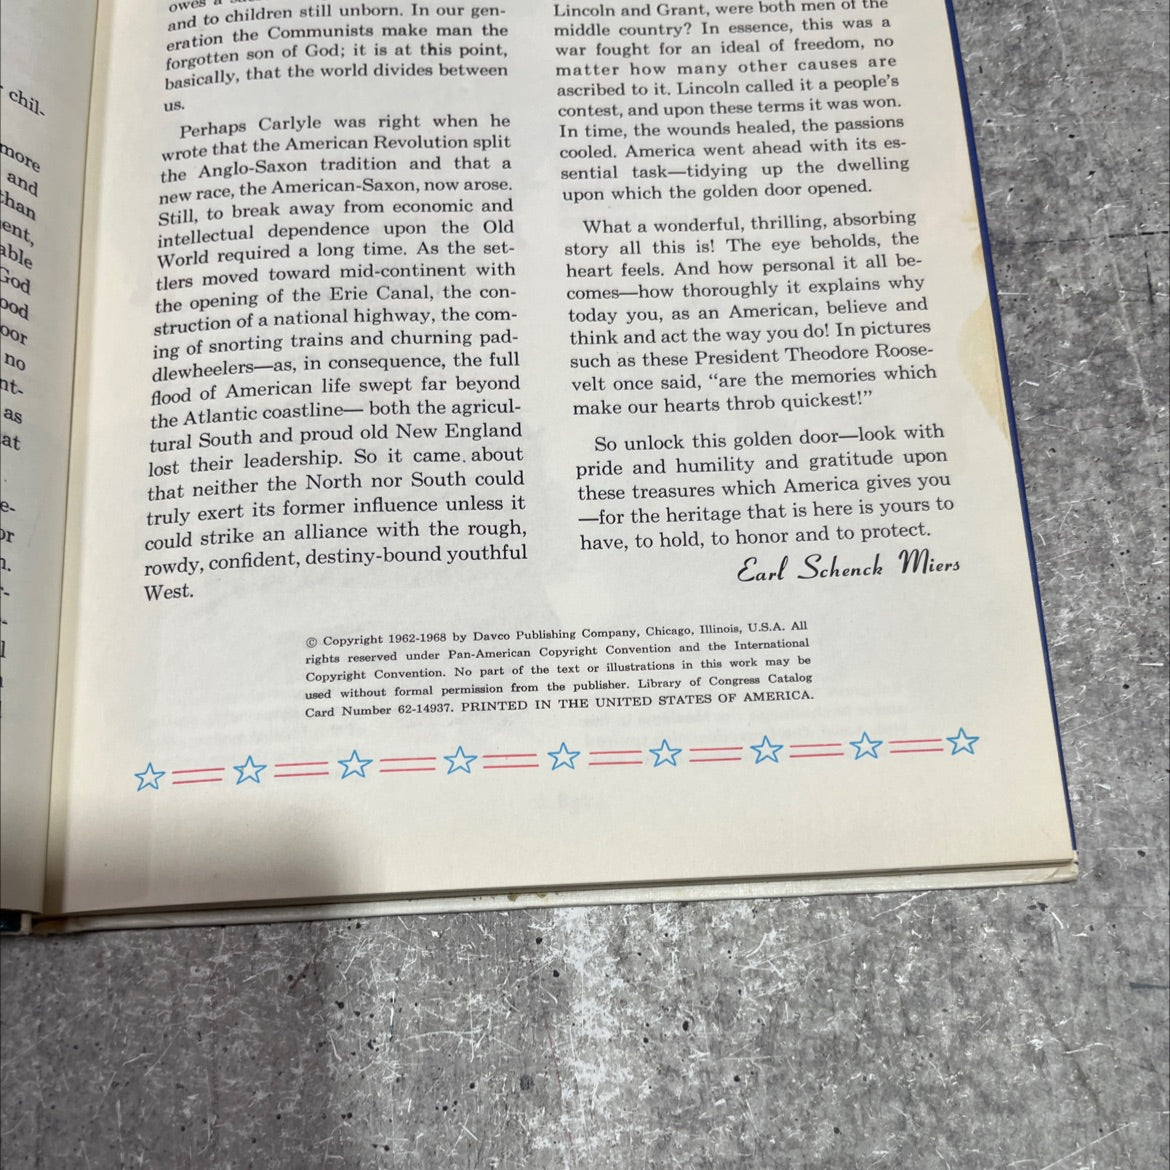 chil-
more
and
than
ent,
able
God
ood
oor
no
nt-
as
at
e-
or
n.
r-
l
owes a
and to children still unborn. In our gen-
eration the Communists make man the
forgotten son of God; it is at this point,
basically, that the world divides between
us.
Perhaps Carlyle was right when he
wrote that the American Revolution split
the Anglo-Saxon tradition and that a
new race, the American-Saxon, now arose.
Still, to break away from economic and
intellectual dependence upon the Old
World required a long time. As the set-
tlers moved toward mid-continent with
the opening of the Erie Canal, the con-
struction of a national highway, the com-
ing of snorting trains and churning pad-
dlewheelers—as, in consequence, the full
flood of American life swept far beyond
the Atlantic coastline— both the agricul-
tural South and proud old New England
lost their leadership. So it came about
that neither the North nor South could
truly exert its former influence unless it
could strike an alliance with the rough,
rowdy, confident, destiny-bound youthful
West.
Lincoln and Grant, were both men of the
middle country? In essence, this was a
war fought for an ideal of freedom, no
matter how many other causes are
ascribed to it. Lincoln called it a people's
contest, and upon these terms it was won.
In time, the wounds healed, the passions
cooled. America went ahead with its es-
sential task—tidying up the dwelling
upon which the golden door opened.
What a wonderful, thrilling, absorbing
story all this is! The eye beholds, the
heart feels. And how personal it all be-
comes—how thoroughly it explains why
today you, as an American, believe and
think and act the way you do! In pictures
such as these President Theodore Roose-
velt once said, "are the memories which
make our hearts throb quickest!"
So unlock this golden door—look with
pride and humility and gratitude upon
these treasures which America gives you
—for the heritage that is here is yours to
have, to hold, to honor and to protect.
Earl Schenck Miers
© Copyright 1962-1968 by Davco Publishing Company, Chicago, Illinois, U.S.A. All
rights reserved under Pan-American Copyright Convention and the International
Copyright Convention. No part of the text or illustrations in this work may be
used without formal permission from the publisher. Library of Congress Catalog
Card Number 62-14937. PRINTED IN THE UNITED STATES OF AMERICA.